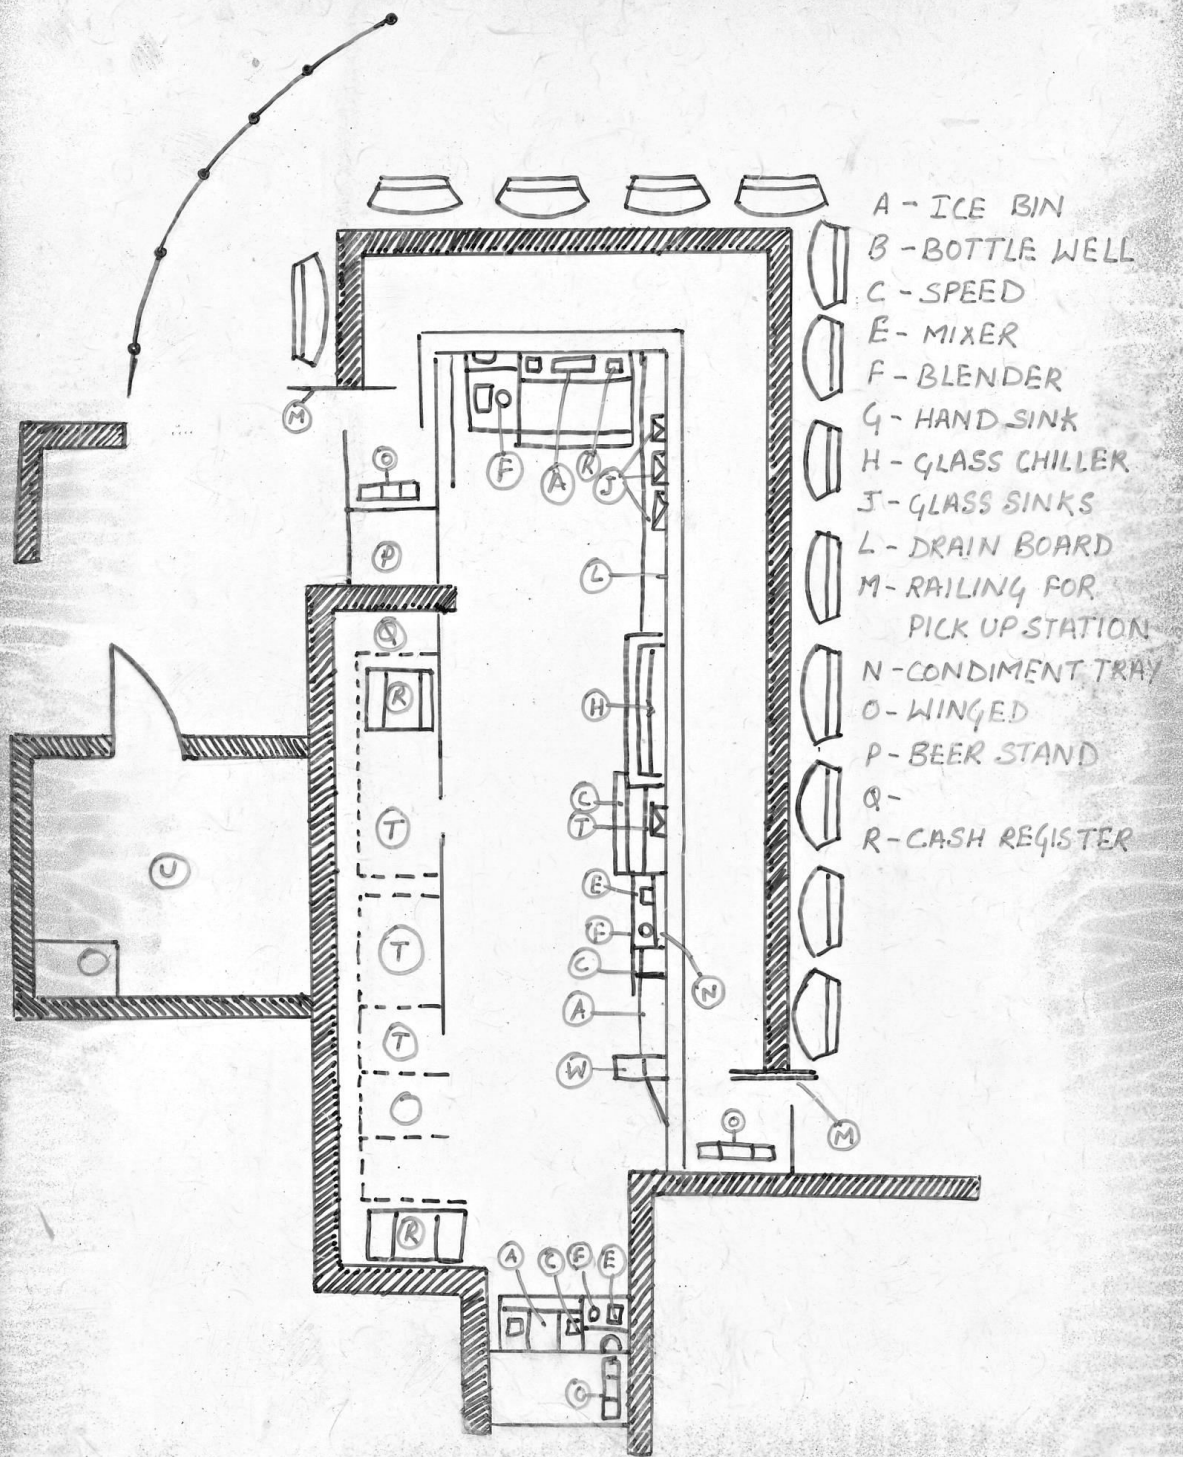 A - ICE BIN
B - BOTTLE WELL
C - SPEED
E - MIXER
F - BLENDER
G - HAND SINK
H - GLASS CHILLER
J - GLASS SINKS
L - DRAIN BOARD
M - RAILING FOR
PICK UP STATION
N - CONDIMENT TRAY
O - WINGED
P - BEER STAND
Q -
R - CASH REGISTER
M
O
F
A
R
J
P
L
Q
R
H
C
T
T
U
E
F
T
C
N
A
T
W
O
M
R
A
C
F
E
O